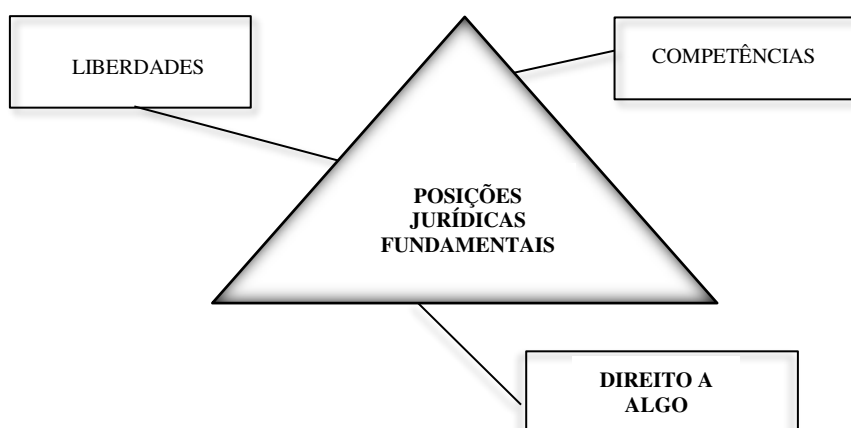 LIBERDADES
COMPETÊNCIAS
POSIÇÕES
JURÍDICAS
FUNDAMENTAIS
DIREITO A
ALGO